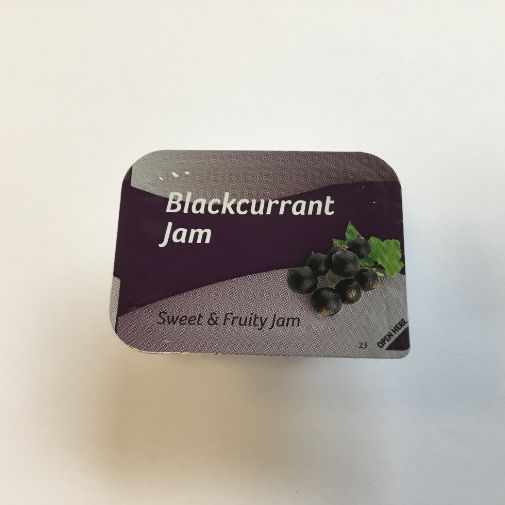 Blackcurrant
Jam
Sweet & Fruity Jam
23
OPEN HERE